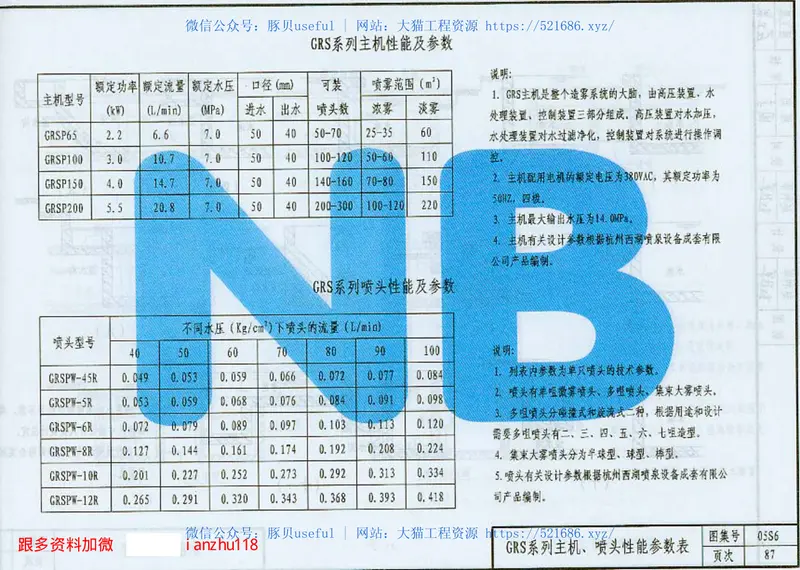 微信公众号：豚贝useful | 网站：大猫工程资源 https://521686.xyz/
GRS系列主机性能及参数
主机型号 额定功率(kW) 额定流量(L/min) 额定水压(MPa) 口径(mm) 可装喷头数 喷雾范围(m²)
进水 出水 浓雾 淡雾
GRSP65 2.2 6.6 7.0 50 40 50-70 25-35 60
GRSP100 3.0 10.7 7.0 50 40 100-120 50-60 110
GRSP150 4.0 14.7 7.0 50 40 140-160 70-80 150
GRSP200 5.5 20.8 7.0 50 40 200-300 100-120 220
说明：
1. GRS主机是整个造雾系统的大脑，由高压装置、水
处理装置、控制装置三部分组成，高压装置对水加压，
水处理装置对水过滤净化，控制装置对系统进行操作调
控。
2. 主机配用电机的额定电压为380VAC，其额定功率为
50HZ，四极。
3. 主机最大输出水压为14.0MPa。
4. 主机有关设计参数根据杭州西湖喷泉设备成套有限
公司产品编制。
GRS系列喷头性能及参数
喷头型号 不同水压(Kg/cm²)下喷头的流量(L/min)
40 50 60 70 80 90 100
GRSPW-45R 0.049 0.053 0.059 0.066 0.072 0.077 0.084
GRSPW-5R 0.053 0.059 0.068 0.076 0.084 0.091 0.098
GRSPW-6R 0.072 0.079 0.089 0.097 0.103 0.113 0.120
GRSPW-8R 0.127 0.144 0.161 0.174 0.192 0.208 0.224
GRSPW-10R 0.201 0.227 0.252 0.273 0.292 0.313 0.334
GRSPW-12R 0.265 0.291 0.320 0.343 0.368 0.393 0.418
说明：
1. 列表内参数为单只喷头的技术参数。
2. 喷头有单咀微雾喷头、多咀喷头、集束大雾喷头。
3. 多咀喷头分碰撞式和旋流式二种，根据用途和设计
需要多咀喷头有二、三、四、五、六、七咀造型。
4. 集束大雾喷头分为半球型、球型、棒型。
5. 喷头有关设计参数根据杭州西湖喷泉设备成套有限公
司产品编制。
NB
微信公众号：豚贝useful | 网站：大猫工程资源 https://521686.xyz/
跟多资料加微 ianzhu118
GRS系列主机、喷头性能参数表
图集号 05S6
页次 87